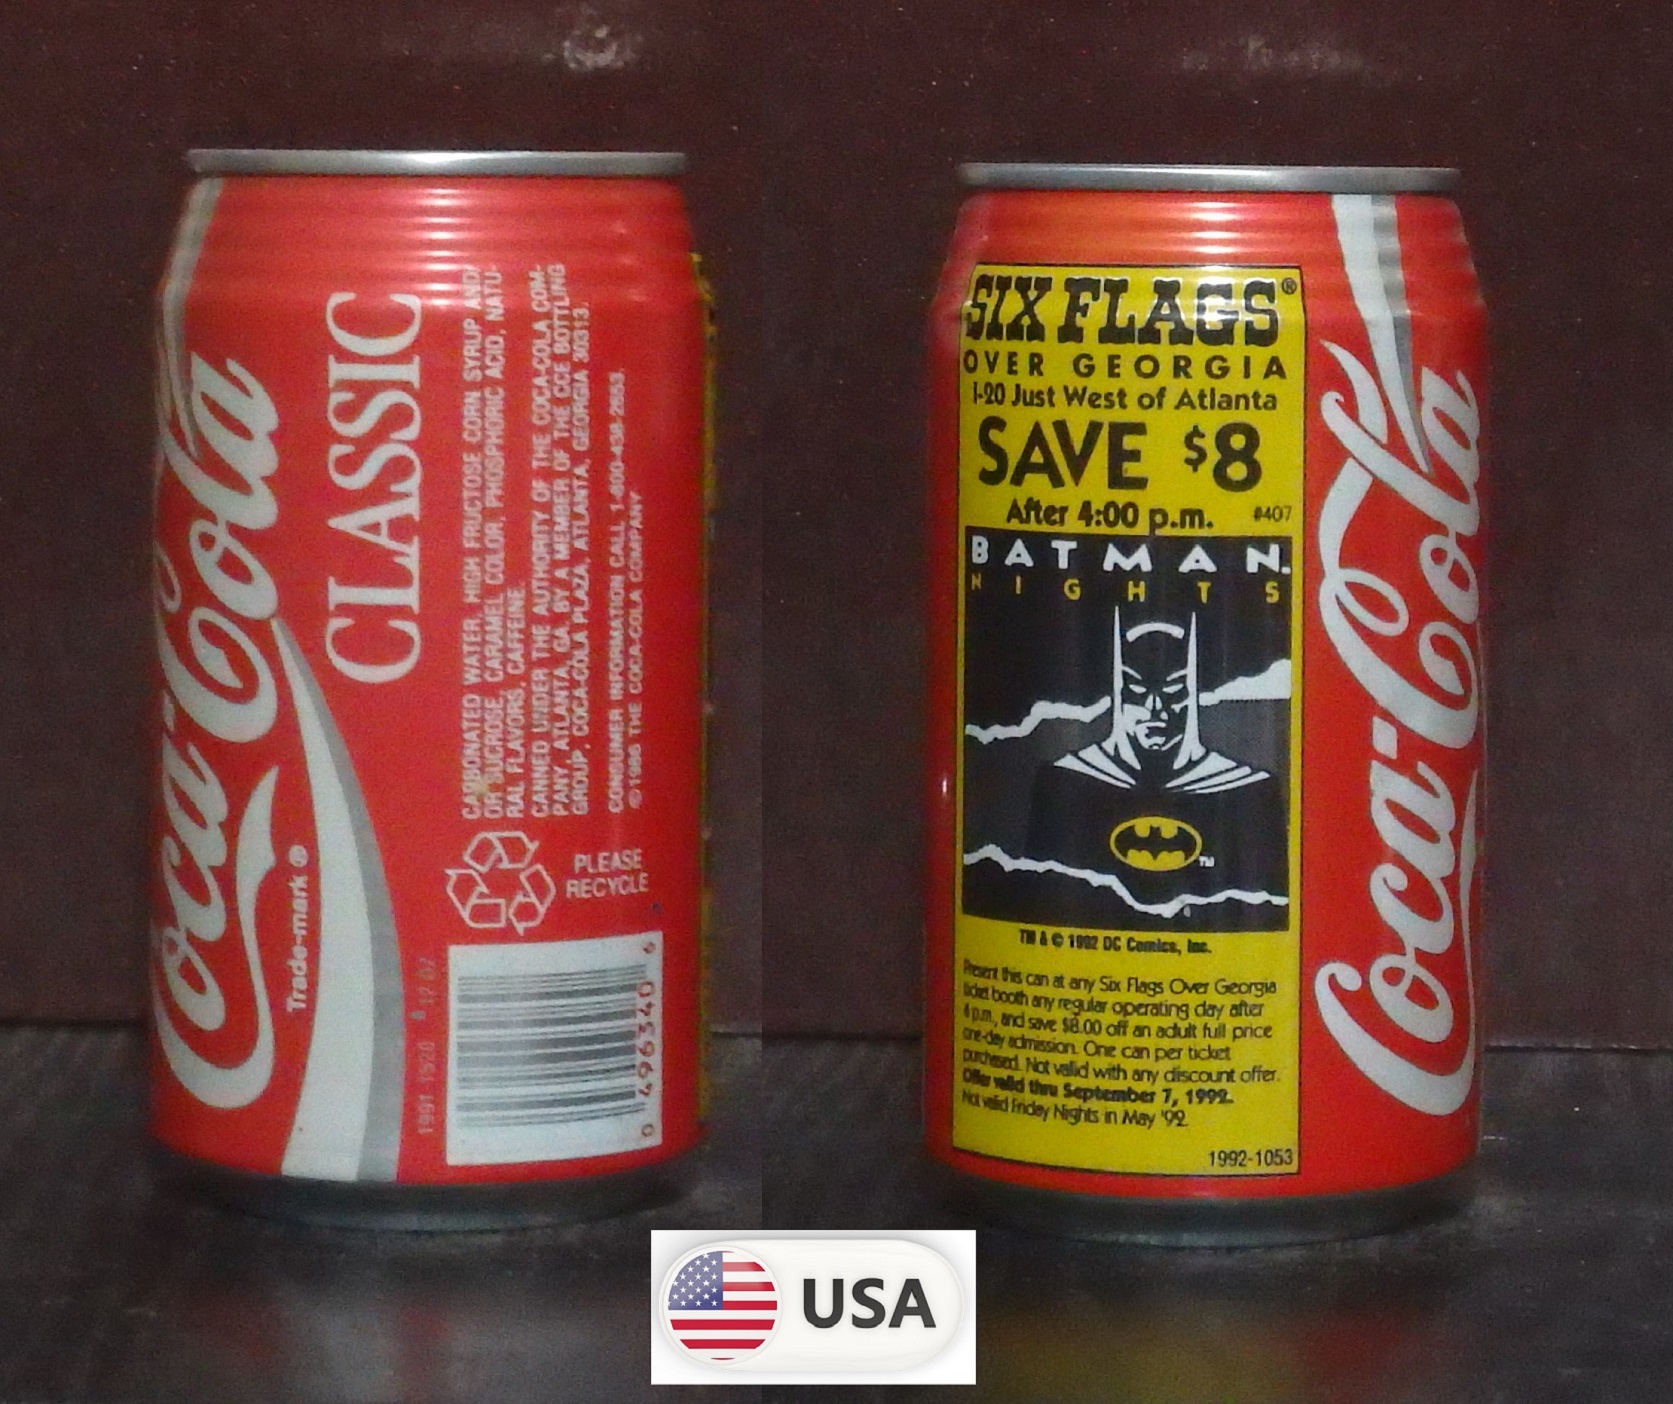 Coca-Cola
Trade-mark ®
CLASSIC
CARBONATED WATER, HIGH FRUCTOSE CORN SYRUP AND/
OR SUCROSE, CARAMEL COLOR, PHOSPHORIC ACID, NATU-
RAL FLAVORS, CAFFEINE.
CANNED UNDER THE AUTHORITY OF THE COCA-COLA COM-
PANY, ATLANTA, GA. BY A MEMBER OF THE CCE BOTTLING
GROUP, COCA-COLA PLAZA, ATLANTA, GEORGIA 30313.
CONSUMER INFORMATION CALL 1-800-438-2653.
THE COCA-COLA COMPANY.
PLEASE
RECYCLE
1991 1520
0 4963540 6
SIX FLAGS®
OVER GEORGIA
I-20 Just West of Atlanta
SAVE $8
After 4:00 p.m. #407
BATMAN
NIGHTS
TM
TM & © 1992 DC Comics, Inc.
Present this can at any Six Flags Over Georgia
ticket booth any regular operating day after
4 p.m., and save $8.00 off an adult full price
one-day admission. One can per ticket
purchased. Not valid with any discount offer.
Offer valid thru September 7, 1992.
Not valid Friday Nights in May '92.
1992-1053
Coca-Cola
USA